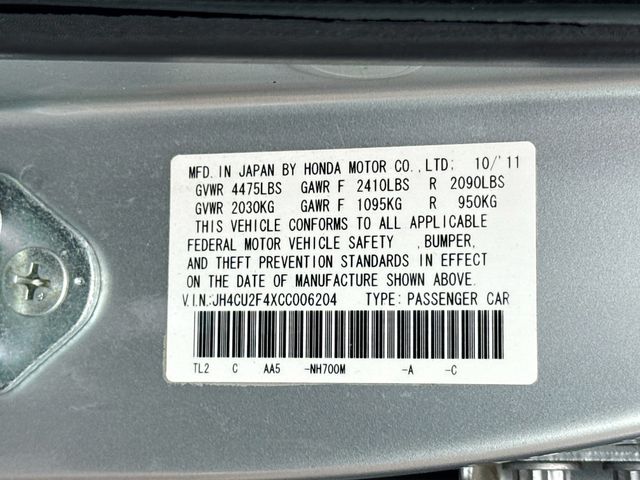 MFD. IN JAPAN BY HONDA MOTOR CO., LTD; 10/'11
GVWR 4475LBS GAWR F 2410LBS R 2090LBS
GVWR 2030KG GAWR F 1095KG R 950KG
THIS VEHICLE CONFORMS TO ALL APPLICABLE
FEDERAL MOTOR VEHICLE SAFETY , BUMPER,
AND THEFT PREVENTION STANDARDS IN EFFECT
ON THE DATE OF MANUFACTURE SHOWN ABOVE.
V.I.N.:JH4CU2F4XCC006204 TYPE: PASSENGER CAR
TL2 C AA5 -NH700M -A -C